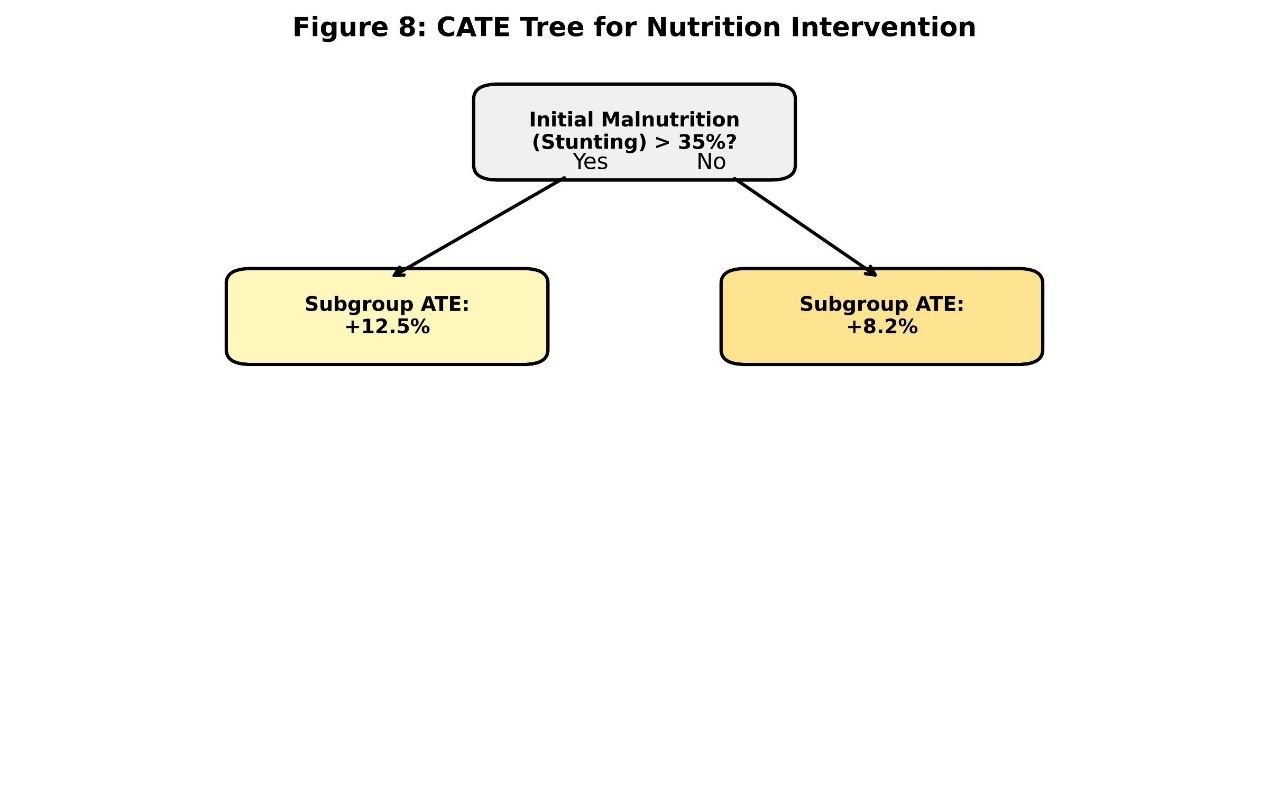 Figure 8: CATE Tree for Nutrition Intervention
Initial Malnutrition
(Stunting) > 35%?
Yes
No
Subgroup ATE:
+12.5%
Subgroup ATE:
+8.2%